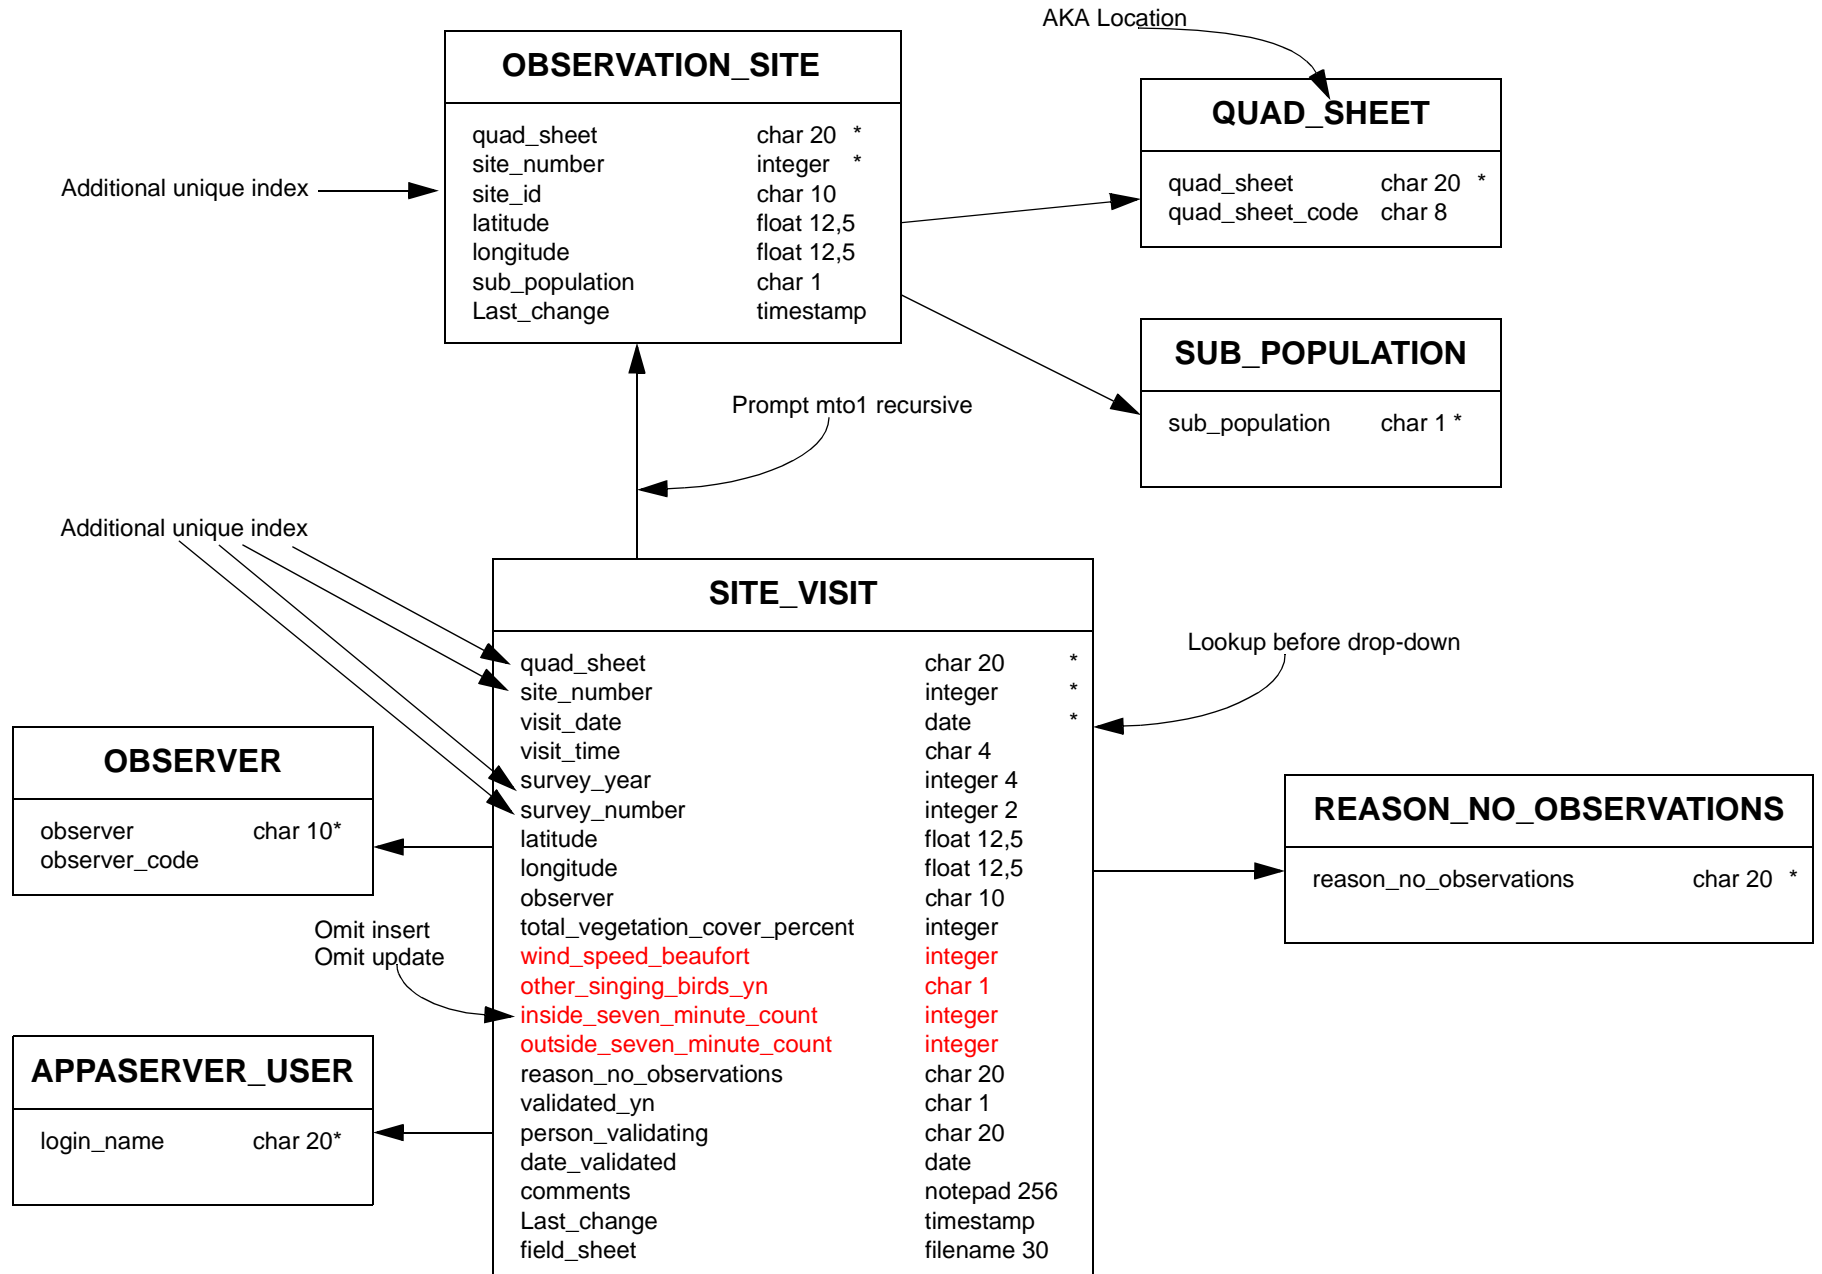 AKA Location
OBSERVATION_SITE
quad_sheet char 20 *
site_number integer *
site_id char 10
latitude float 12,5
longitude float 12,5
sub_population char 1
Last_change timestamp
Additional unique index
QUAD_SHEET
quad_sheet char 20 *
quad_sheet_code char 8
SUB_POPULATION
sub_population char 1 *
Prompt mto1 recursive
Additional unique index
SITE_VISIT
quad_sheet char 20 *
site_number integer *
visit_date date *
visit_time char 4
survey_year integer 4
survey_number integer 2
latitude float 12,5
longitude float 12,5
observer char 10
total_vegetation_cover_percent integer
wind_speed_beaufort integer
other_singing_birds_yn char 1
inside_seven_minute_count integer
outside_seven_minute_count integer
reason_no_observations char 20
validated_yn char 1
person_validating char 20
date_validated date
comments notepad 256
Last_change timestamp
field_sheet filename 30
Lookup before drop-down
OBSERVER
observer char 10*
observer_code
REASON_NO_OBSERVATIONS
reason_no_observations char 20 *
Omit insert
Omit update
APPASERVER_USER
login_name char 20*